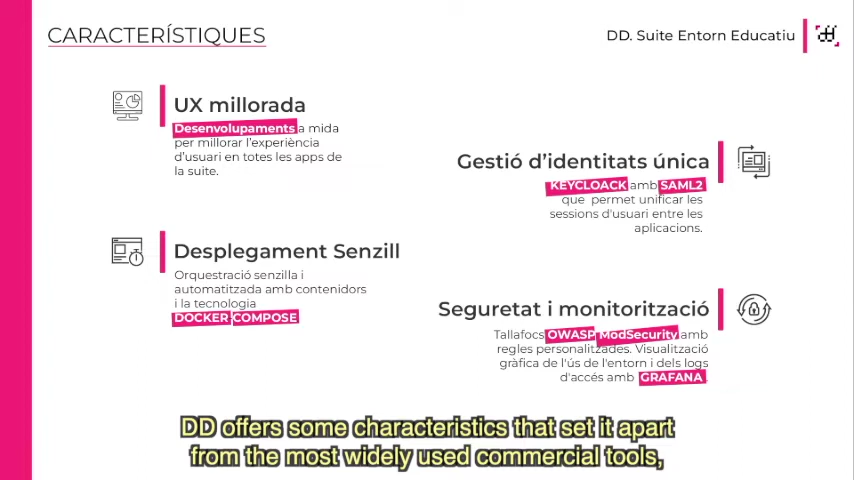 CARACTERÍSTIQUES
DD. Suite Entorn Educatiu
UX millorada
Desenvolupaments a mida
per millorar l'experiència
d'usuari en totes les apps de
la suite.
Gestió d'identitats única
KEYCLOACK amb SAML2
que permet unificar les
sessions d'usuari entre les
aplicacions.
Desplegament Senzill
Orquestració senzilla i
automatitzada amb contenidors
i la tecnologia
DOCKER-COMPOSE
Seguretat i monitorització
Tallafocs OWASP ModSecurity amb
regles personalitzades. Visualització
gràfica de l'ús de l'entorn i dels logs
d'accés amb GRAFANA.
DD offers some characteristics that set it apart
from the most widely used commercial tools,